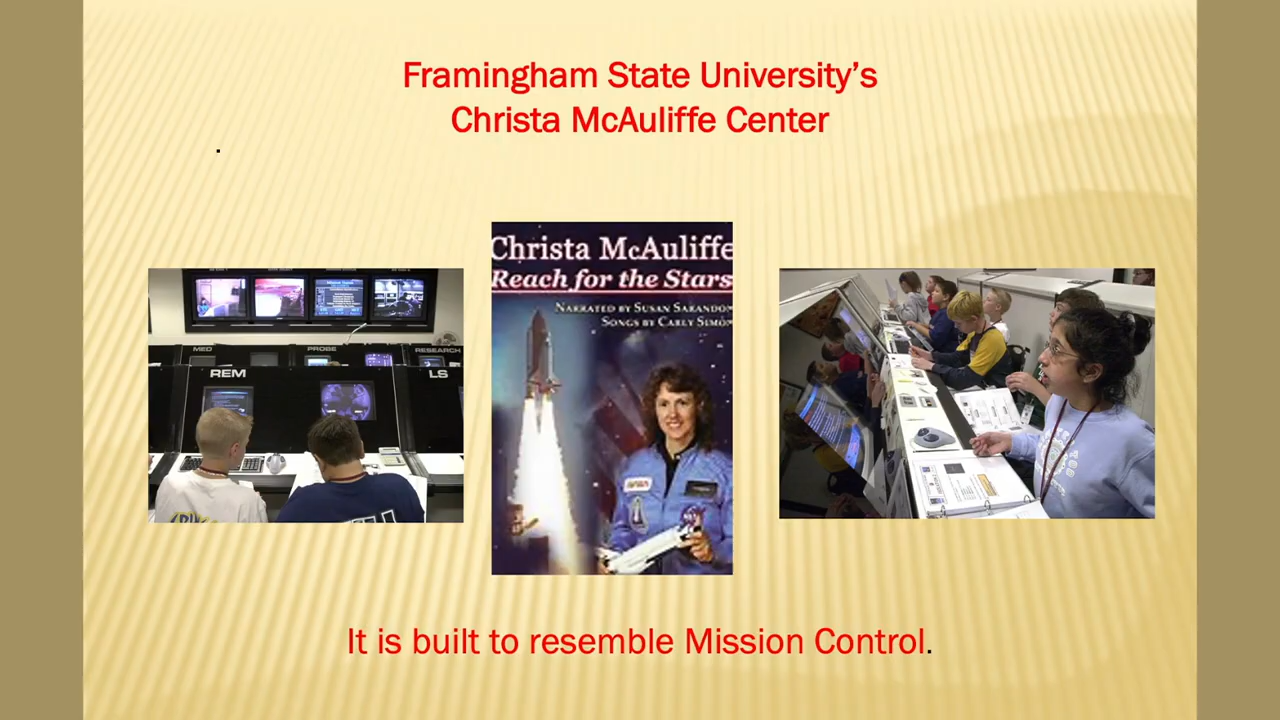 Framingham State University’s
Christa McAuliffe Center
.
Christa McAuliffe
Reach for the Stars
Narrated by Susan Sarandon
Songs by Carly Simon
MED
PROBE
RESEARCH
REM
LS
It is built to resemble Mission Control.